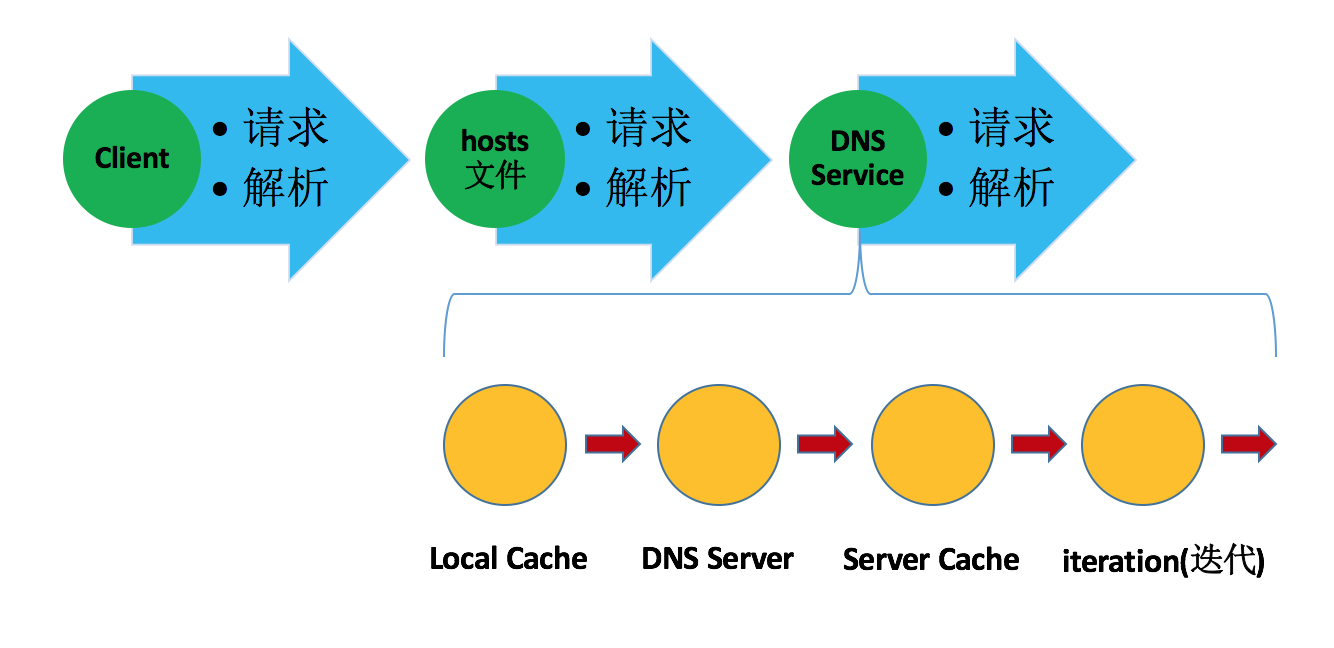 Client
• 请求
• 解析
hosts
文件
• 请求
• 解析
DNS
Service
• 请求
• 解析
Local Cache
DNS Server
Server Cache
iteration(迭代)